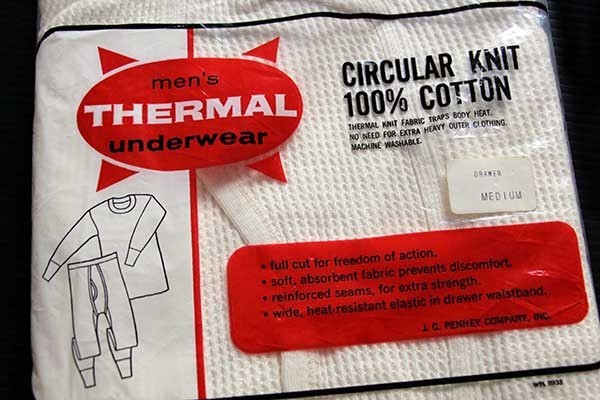 men's
THERMAL
underwear
CIRCULAR KNIT
100% COTTON
THERMAL KNIT FABRIC TRAPS BODY HEAT
NO NEED FOR EXTRA HEAVY OUTER CLOTHING.
MACHINE WASHABLE.
DRAWER
MEDIUM
• full cut for freedom of action.
• soft, absorbent fabric prevents discomfort.
• reinforced seams, for extra strength.
• wide, heat-resistant elastic in drawer waistband.
J. C. PENNEY COMPANY, INC.